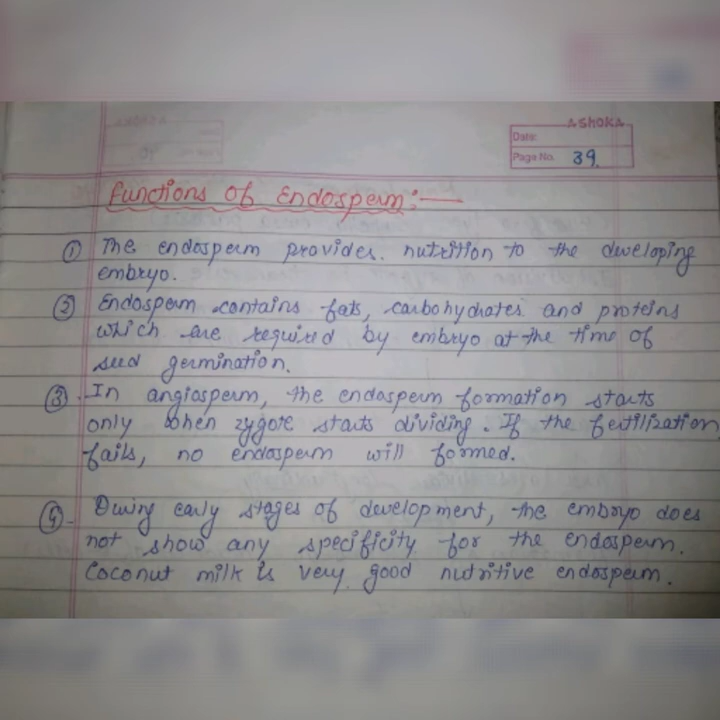 ASHOKA
Date:
Page No. 39.
Functions of Endosperm:—
① The endosperm provides. nutrition to the developing
embryo.
② Endosperm contains fats, carbohydrates and proteins
which are required by embryo at the time of
seed germination.
③. In angiosperm, the endosperm formation starts
only when zygote starts dividing. If the fertilization
fails, no endosperm will formed.
④- During early stages of development, the embryo does
not show any specificity for the endosperm.
Coconut milk is very good nutritive endosperm.